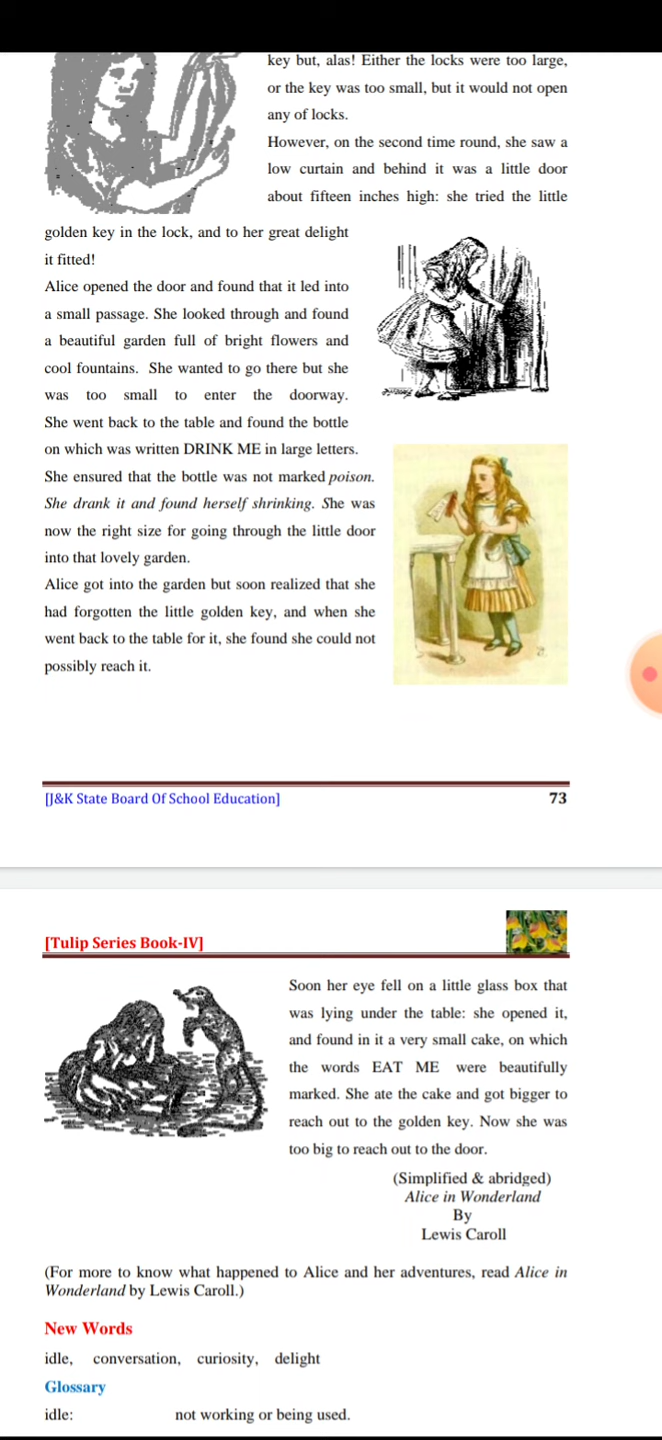 key but, alas! Either the locks were too large,
or the key was too small, but it would not open
any of locks.
However, on the second time round, she saw a
low curtain and behind it was a little door
about fifteen inches high: she tried the little
golden key in the lock, and to her great delight
it fitted!
Alice opened the door and found that it led into
a small passage. She looked through and found
a beautiful garden full of bright flowers and
cool fountains. She wanted to go there but she
was too small to enter the doorway.
She went back to the table and found the bottle
on which was written DRINK ME in large letters.
She ensured that the bottle was not marked poison.
She drank it and found herself shrinking. She was
now the right size for going through the little door
into that lovely garden.
Alice got into the garden but soon realized that she
had forgotten the little golden key, and when she
went back to the table for it, she found she could not
possibly reach it.
[J&K State Board Of School Education] 73
[Tulip Series Book-IV]
Soon her eye fell on a little glass box that
was lying under the table: she opened it,
and found in it a very small cake, on which
the words EAT ME were beautifully
marked. She ate the cake and got bigger to
reach out to the golden key. Now she was
too big to reach out to the door.
(Simplified & abridged)
Alice in Wonderland
By
Lewis Caroll
(For more to know what happened to Alice and her adventures, read Alice in
Wonderland by Lewis Caroll.)
New Words
idle, conversation, curiosity, delight
Glossary
idle: not working or being used.